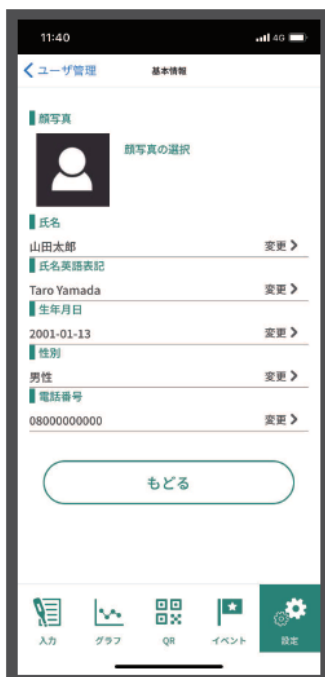 11:40 4G
ユーザ管理 基本情報
顔写真
顔写真の選択
氏名
山田太郎 変更
氏名英語表記
Taro Yamada 変更
生年月日
2001-01-13 変更
性別
男性 変更
電話番号
08000000000 変更
もどる
入力 グラフ QR イベント 設定